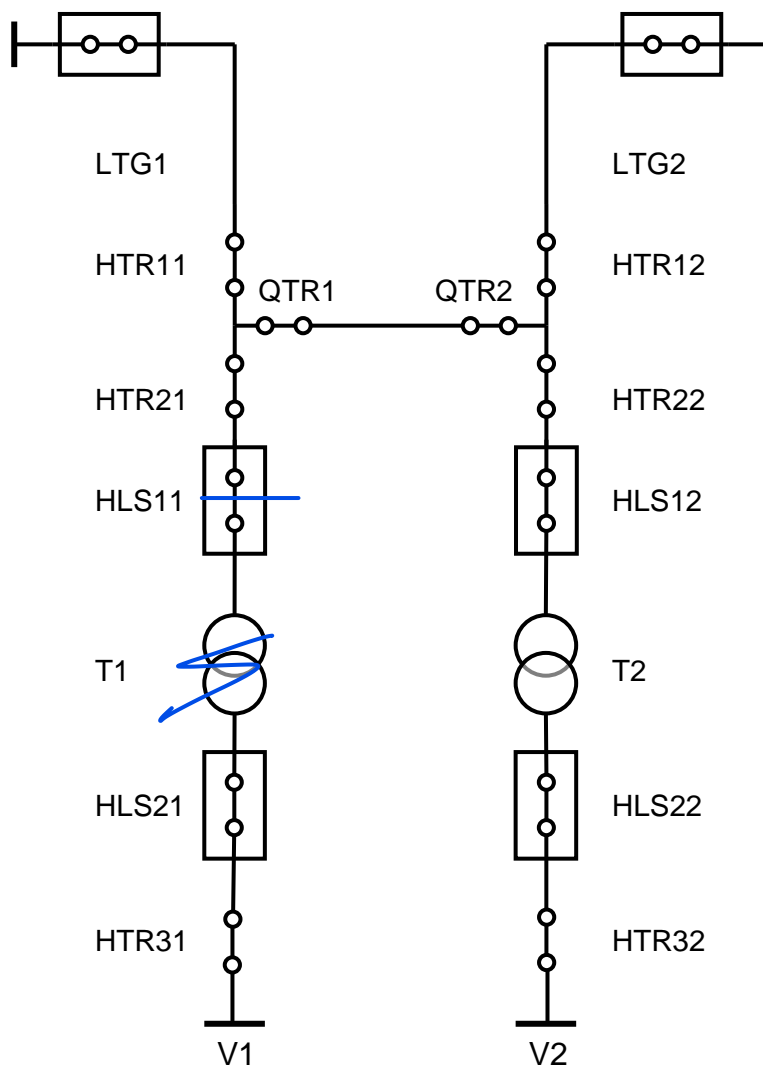 LTG1
LTG2
HTR11
HTR12
QTR1
QTR2
HTR21
HTR22
HLS11
HLS12
T1
T2
HLS21
HLS22
HTR31
HTR32
V1
V2